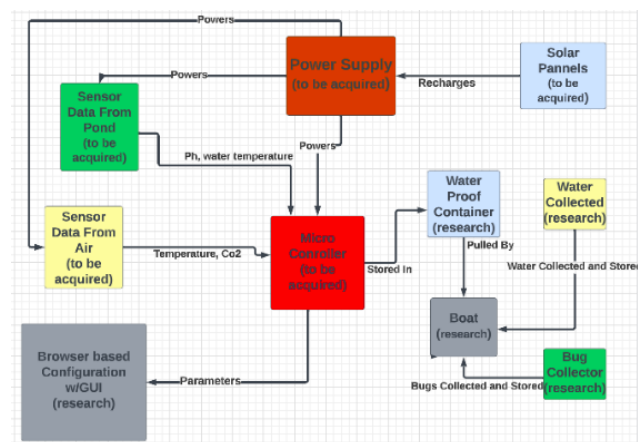 Powers
Power Supply
(to be acquired)
Solar
Pannels
(to be
acquired)
Recharges
Powers
Sensor
Data From
Pond
(to be
acquired)
Ph, water temperature
Powers
Water
Proof
Container
(research)
Water
Collected
(research)
Sensor
Data From
Air
(to be
acquired)
Temperature, Co2
Micro
Conroller
(to be
acquired)
Stored In
Pulled By
Water Collected and Store
Boat
(research)
Browser based
Configuration
w/GUI
(research)
Parameters
Bug
Collector
(research)
Bugs Collected and Stored